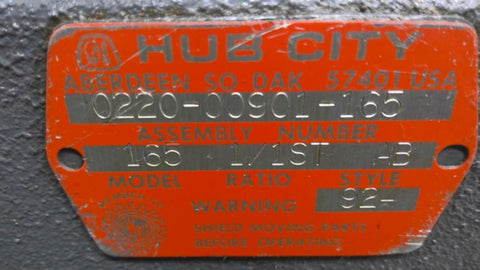 HUB CITY
ABERDEEN SO. DAK. 57401 USA
0220-00901-165
ASSEMBLY NUMBER
165 1/1ST AB
MODEL RATIO STYLE
WARNING 92-
SHIELD MOVING PARTS
BEFORE OPERATING